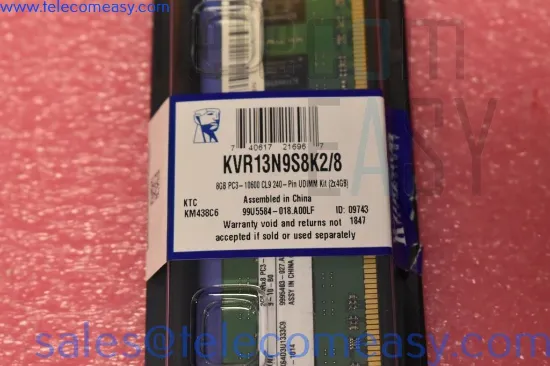 www.telecomeasy.com
7 40617 21696 7
KVR13N9S8K2/8
8GB PC3-10600 CL9 240-Pin UDIMM Kit (2x4GB)
KTC Assembled in China
KM438C6 99U5584-018.A00LF ID: 09743
Warranty void and returns not 1847
accepted if sold or used separately
ASSY IN CHINA
sales@telecomeasy.com